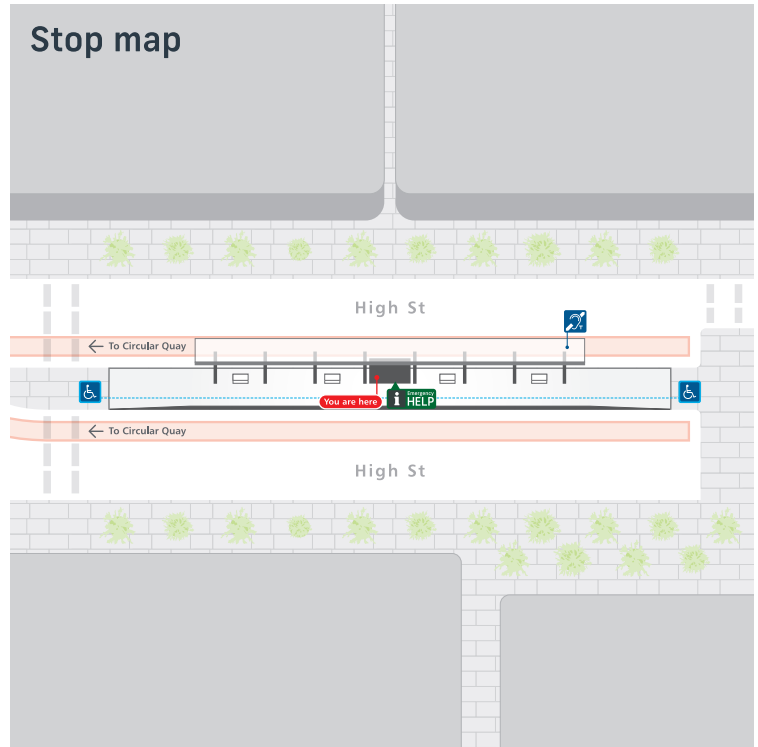 Stop map
High St
T
To Circular Quay
You are here
i
Emergency
HELP
To Circular Quay
High St